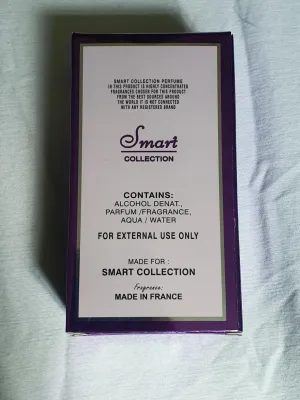 SMART COLLECTION PERFUME
IN THIS PRODUCT IS HIGHLY CONCENTRATED
FRAGRANCES CHOSEN FOR THIS PRODUCT
FROM THE BEST SOURCED AROUND
THE WORLD IT IS NOT CONNECTED
WITH ANY REGISTERED BRAND
Smart
COLLECTION
CONTAINS:
ALCOHOL DENAT.,
PARFUM /FRAGRANCE,
AQUA / WATER
FOR EXTERNAL USE ONLY
MADE FOR :
SMART COLLECTION
Fragrance:
MADE IN FRANCE